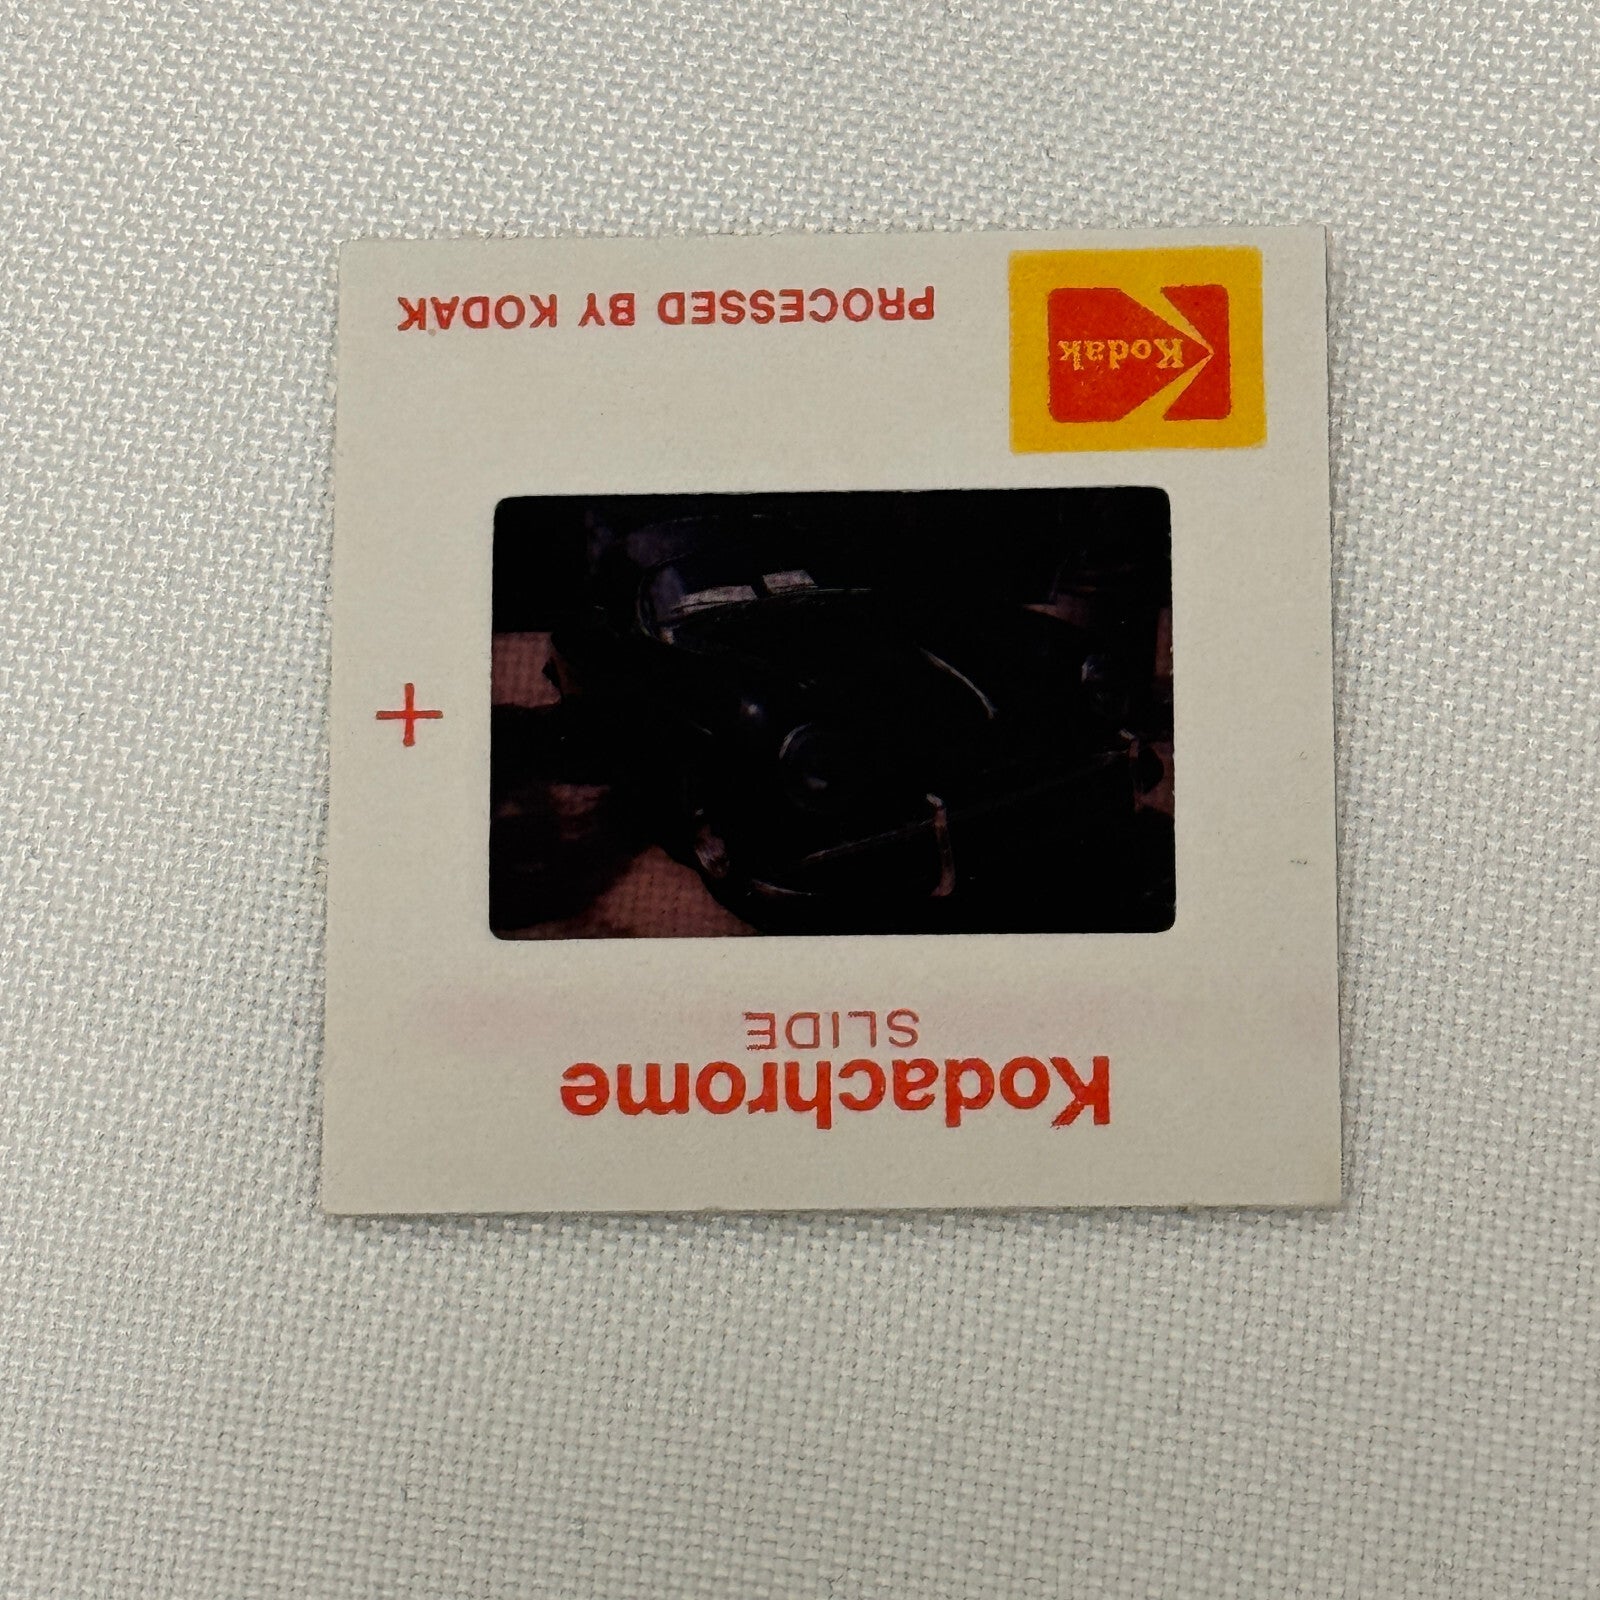 Kodachrome
SLIDE
Kodak
PROCESSED BY KODAK